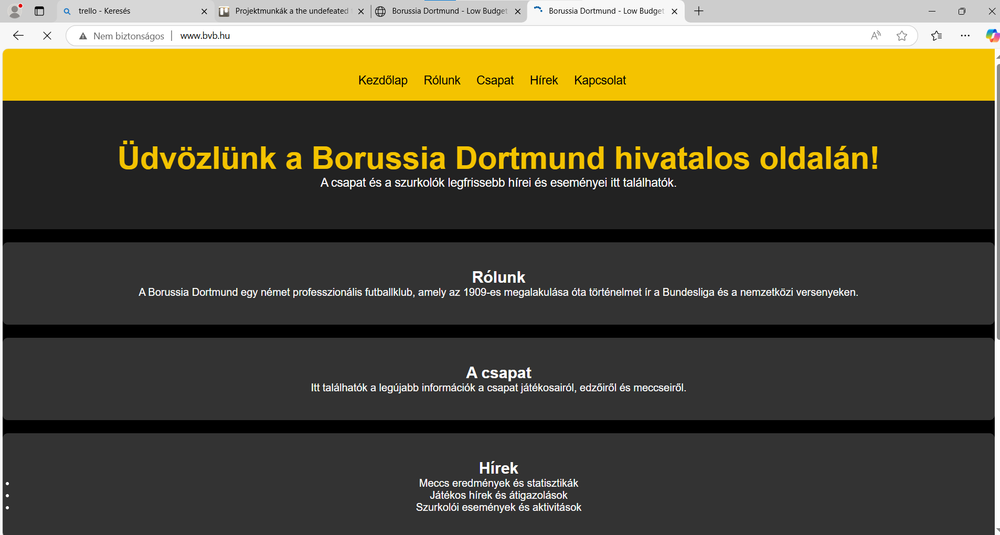 trello - Keresés
Projektmunkák a the undefeated
Borussia Dortmund - Low Budget
Borussia Dortmund - Low Budget
Nem biztonságos
www.bvb.hu
Kezdőlap Rólunk Csapat Hírek Kapcsolat
Üdvözlünk a Borussia Dortmund hivatalos oldalán!
A csapat és a szurkolók legfrissebb hírei és eseményei itt találhatók.
Rólunk
A Borussia Dortmund egy német professzionális futballklub, amely az 1909-es megalakulása óta történelmet ír a Bundesliga és a nemzetközi versenyeken.
A csapat
Itt találhatók a legújabb információk a csapat játékosairól, edzőiről és meccseiről.
Hírek
Meccs eredmények és statisztikák
Játékos hírek és átigazolások
Szurkolói események és aktivitások